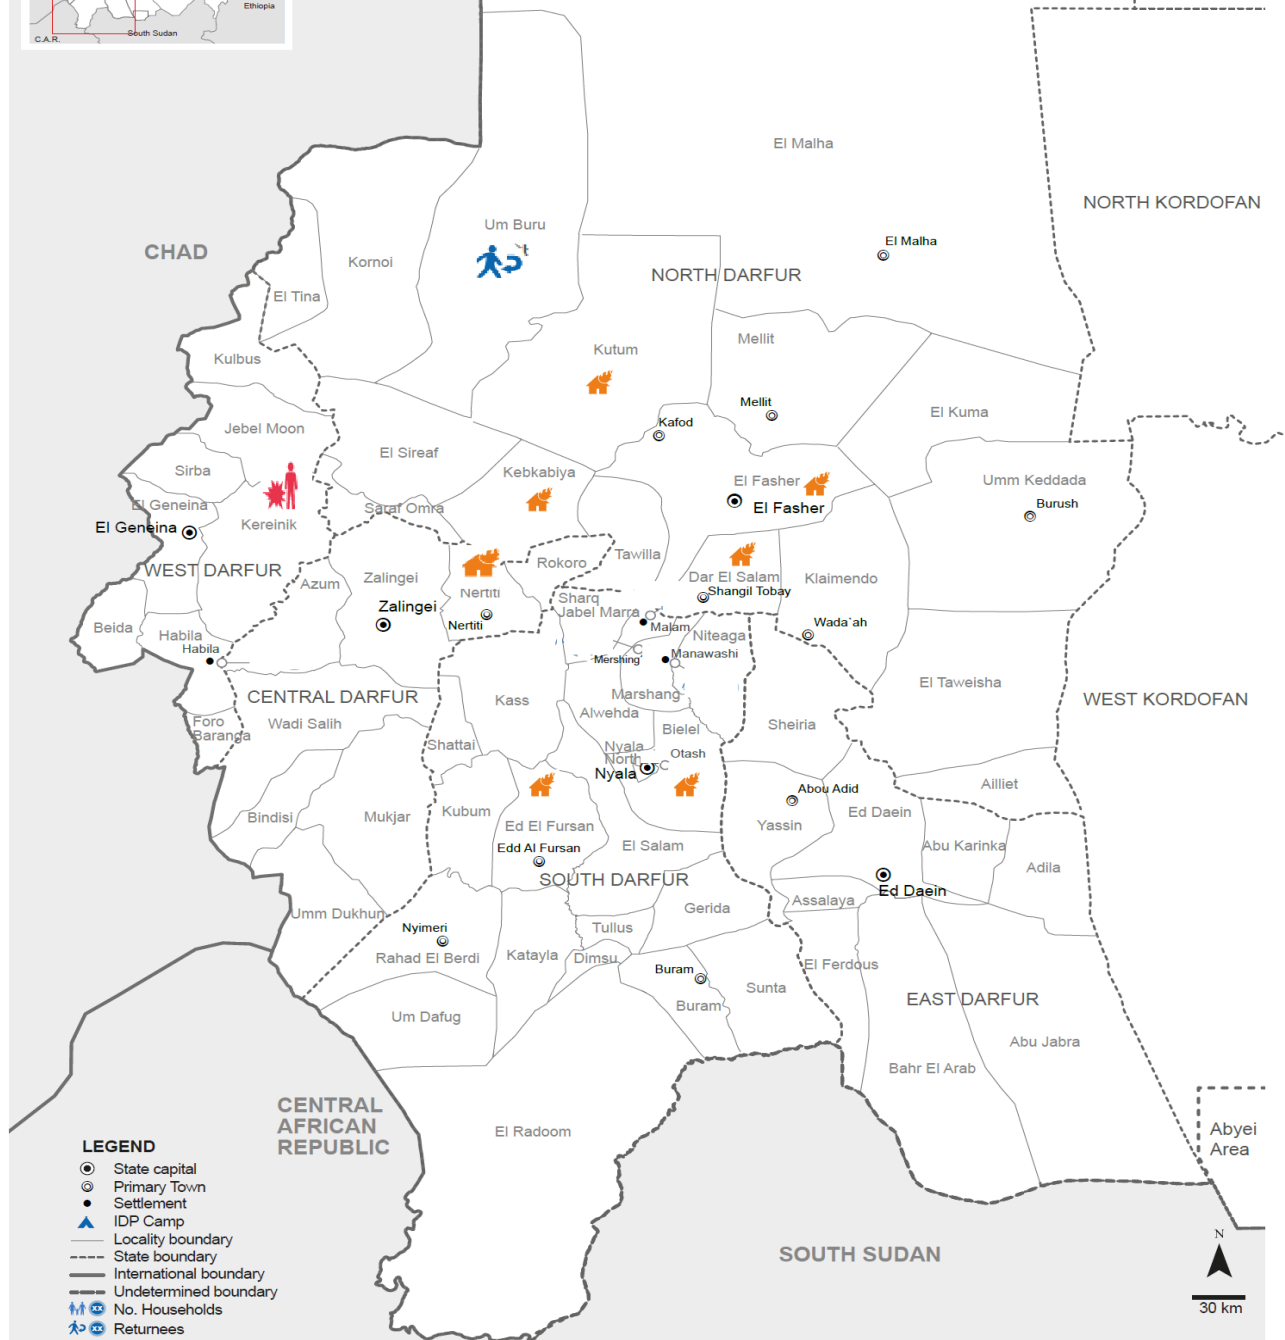 Ethiopia
South Sudan
C.A.R.
El Malha
NORTH KORDOFAN
Um Buru
CHAD
El Malha
Kornoi
NORTH DARFUR
El Tina
Mellit
Kutum
Kulbus
Mellit
El Kuma
Kafod
Jebel Moon
El Sireaf
Sirba
Kebkabiya
El Fasher
Umm Keddada
El Geneina
Saraf Omra
El Fasher
Burush
El Geneina
Kereinik
Tawilla
Rokoro
WEST DARFUR
Azum
Zalingei
Dar El Salam
Klaimendo
Nertiti
Shangil Tobay
Sharq
Jabel Marra
Zalingei
Nertiti
Malam
Wada`ah
Beida
Habila
Niteaga
Habila
Mershing
Manawashi
El Taweisha
CENTRAL DARFUR
Kass
Marshang
WEST KORDOFAN
Foro
Baranga
Wadi Salih
Alwehda
Sheiria
Bielel
Shattai
Nyala
North
Otash
Nyala
Ailliet
Abou Adid
Bindisi
Mukjar
Kubum
Ed El Fursan
Yassin
Ed Daein
Edd Al Fursan
El Salam
Abu Karinka
Adila
SOUTH DARFUR
Ed Daein
Assalaya
Umm Dukhun
Gerida
Nyimeri
Tullus
Rahad El Berdi
Katayla
Dimsu
El Ferdous
Buram
Sunta
EAST DARFUR
Buram
Um Dafug
Abu Jabra
Bahr El Arab
CENTRAL
AFRICAN
REPUBLIC
El Radoom
Abyei
Area
LEGEND
State capital
Primary Town
Settlement
IDP Camp
Locality boundary
State boundary
International boundary
Undetermined boundary
xx No. Households
xx Returnees
SOUTH SUDAN
N
30 km